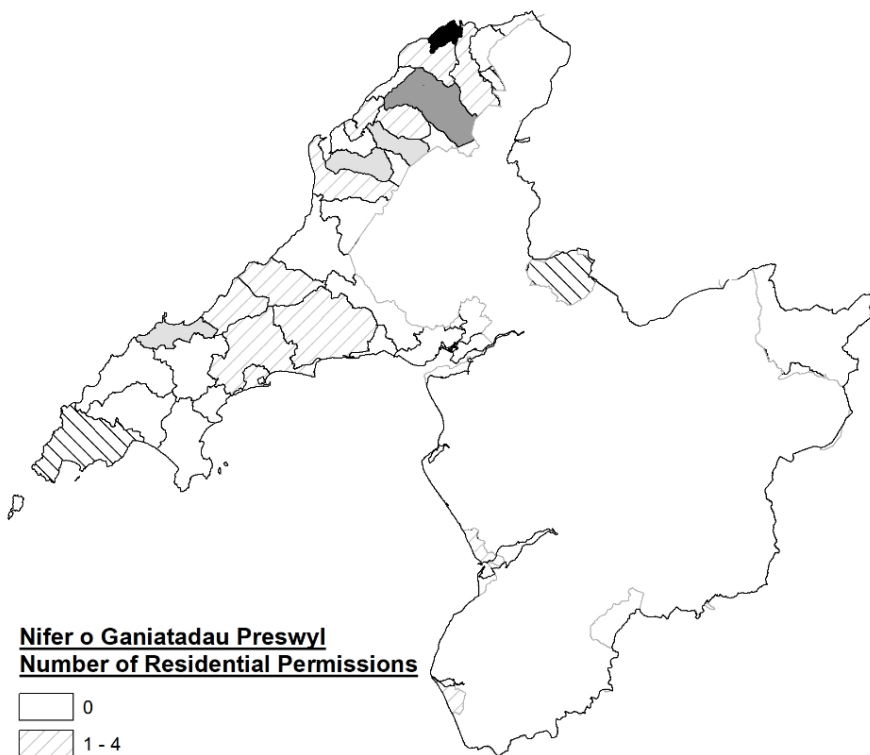 Nifer o Ganiatadau Preswyl
Number of Residential Permissions
0
1 - 4